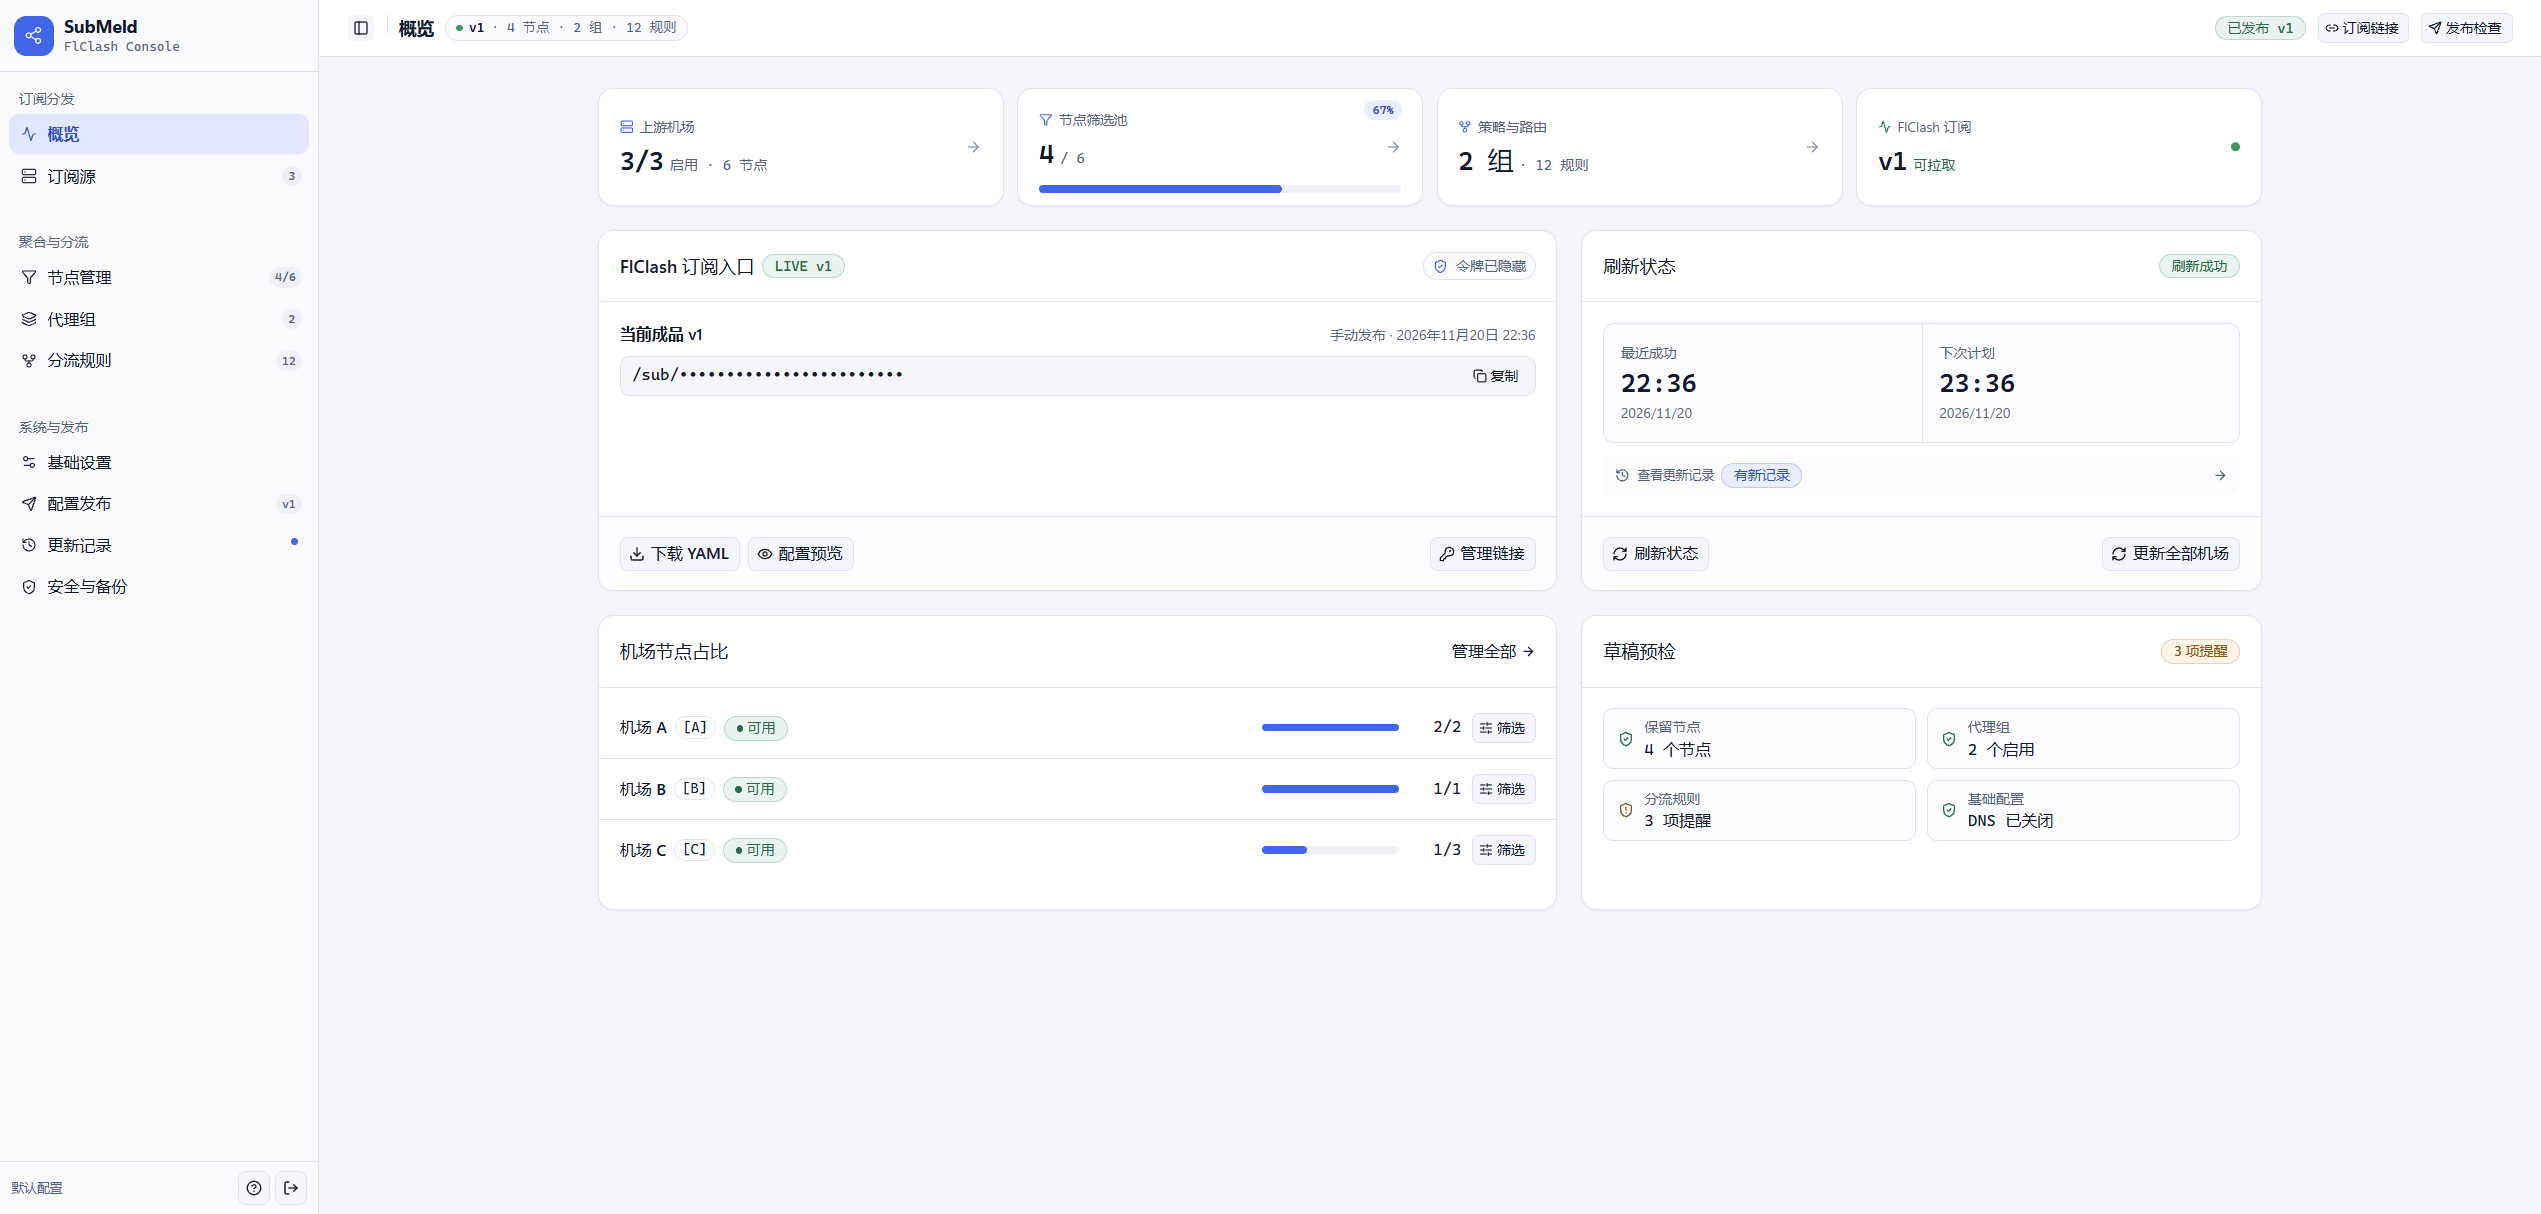 SubMeld
FlClash Console
订阅分发
概览
订阅源 3
聚合与分流
节点管理 4/6
代理组 2
分流规则 12
系统与发布
基础设置
配置发布 v1
更新记录
安全与备份
默认配置
概览 v1 · 4 节点 · 2 组 · 12 规则
已发布 v1 订阅链接 发布检查
上游机场
3/3 启用 · 6 节点
节点筛选池 67%
4 / 6
策略与路由
2 组 · 12 规则
FlClash 订阅
v1 可拉取
FlClash 订阅入口 LIVE v1 令牌已隐藏
当前成品 v1 手动发布 · 2026年11月20日 22:36
/sub/•••••••••••••••••••••••• 复制
下载 YAML 配置预览 管理链接
刷新状态 刷新成功
最近成功 下次计划
22:36 23:36
2026/11/20 2026/11/20
查看更新记录 有新记录
刷新状态 更新全部机场
机场节点占比 管理全部
机场 A [A] 可用 2/2 筛选
机场 B [B] 可用 1/1 筛选
机场 C [C] 可用 1/3 筛选
草稿预检 3 项提醒
保留节点 代理组
4 个节点 2 个启用
分流规则 基础配置
3 项提醒 DNS 已关闭